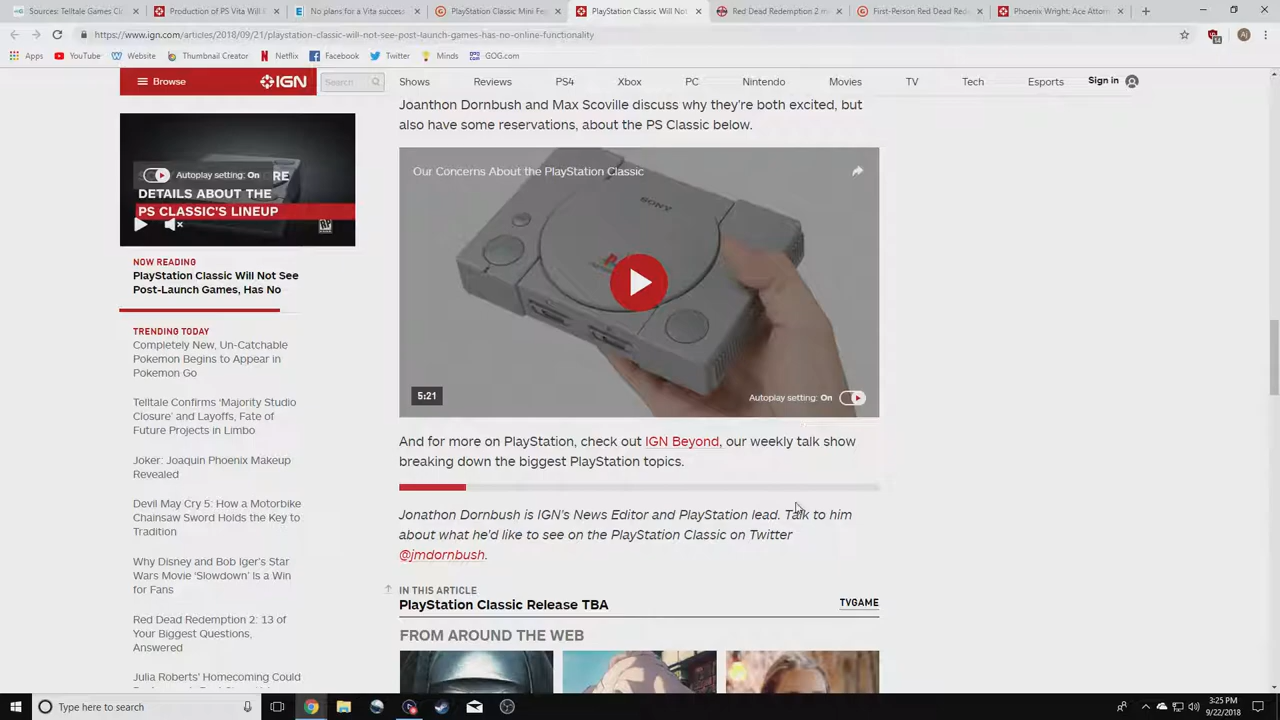 Sources: Telltale Games Cl
Production of PS Vita Will E
No plans for a Vita success
PlayStation Classic Mini Fe
PlayStation Classic Will Not
Red Dead Redemption 2 m
First-Person Red Dead Red
Phoenix Wright: Ace Attor
https://www.ign.com/articles/2018/09/21/playstation-classic-will-not-see-post-launch-games-has-no-online-functionality
Apps YouTube Website Thumbnail Creator Netflix Facebook Twitter Minds GOG.com
Browse IGN Search Shows Reviews PS4 Xbox PC Nintendo Movies TV Tech Esports Sign in
Joanthon Dornbush and Max Scoville discuss why they're both excited, but
also have some reservations, about the PS Classic below.
Autoplay setting: On
DETAILS ABOUT THE
PS CLASSIC'S LINEUP
NOW READING
PlayStation Classic Will Not See
Post-Launch Games, Has No
TRENDING TODAY
Completely New, Un-Catchable
Pokemon Begins to Appear in
Pokemon Go
Telltale Confirms 'Majority Studio
Closure' and Layoffs, Fate of
Future Projects in Limbo
Joker: Joaquin Phoenix Makeup
Revealed
Devil May Cry 5: How a Motorbike
Chainsaw Sword Holds the Key to
Tradition
Why Disney and Bob Iger's Star
Wars Movie 'Slowdown' Is a Win
for Fans
Red Dead Redemption 2: 13 of
Your Biggest Questions,
Answered
Julia Roberts' Homecoming Could
Our Concerns About the PlayStation Classic
SONY
5:21
Autoplay setting: On
And for more on PlayStation, check out IGN Beyond, our weekly talk show
breaking down the biggest PlayStation topics.
Jonathon Dornbush is IGN's News Editor and PlayStation lead. Talk to him
about what he'd like to see on the PlayStation Classic on Twitter
@jmdornbush.
IN THIS ARTICLE
PlayStation Classic Release TBA
TVGAME
FROM AROUND THE WEB
Type here to search
3:25 PM
9/22/2018